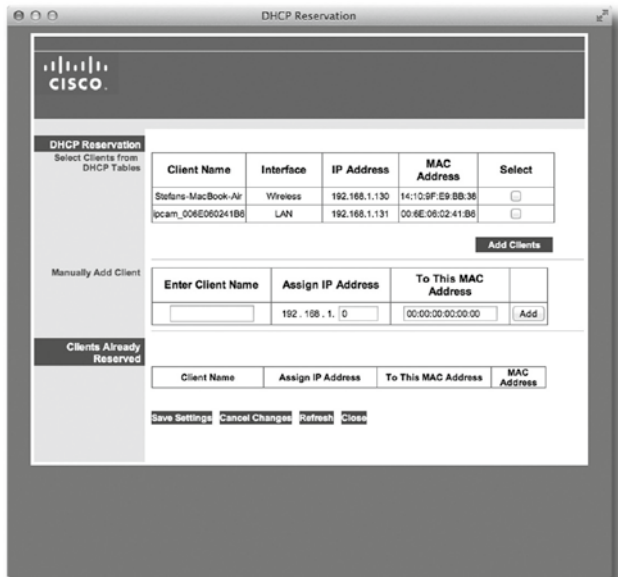 DHCP Reservation
CISCO.
DHCP Reservation
Select Clients from
DHCP Tables
Client Name Interface IP Address MAC Address Select
Stefans-MacBook-Air Wireless 192.168.1.130 14:10:9F:E9:BB:36
ipcam_006E060241B6 LAN 192.168.1.131 00:6E:06:02:41:B6
Add Clients
Manually Add Client
Enter Client Name Assign IP Address To This MAC Address
192 . 168 . 1. 0 00:00:00:00:00:00 Add
Clients Already
Reserved
Client Name Assign IP Address To This MAC Address MAC Address
Save Settings Cancel Changes Refresh Close